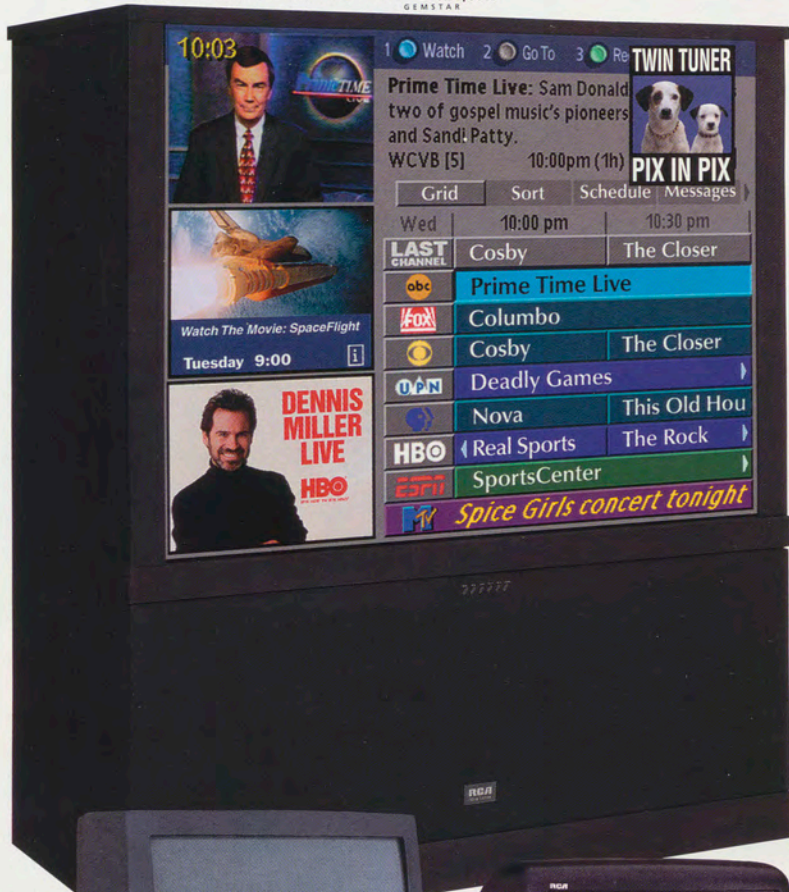 GEMSTAR
10:03
PrimeTIME
LIVE
1 Watch 2 Go To 3 Re
TWIN TUNER
PIX IN PIX
Prime Time Live: Sam Donald
two of gospel music's pioneers
and Sandi Patty.
WCVB [5] 10:00pm (1h)
Grid Sort Schedule Messages
Wed 10:00 pm 10:30 pm
LAST CHANNEL Cosby The Closer
abc Prime Time Live
FOX Columbo
Cosby The Closer
UPN Deadly Games
Nova This Old Hou
HBO Real Sports The Rock
ESPN SportsCenter
MTV Spice Girls concert tonight
Watch The Movie: SpaceFlight
Tuesday 9:00 i
DENNIS
MILLER
LIVE
HBO
RCA
RCA